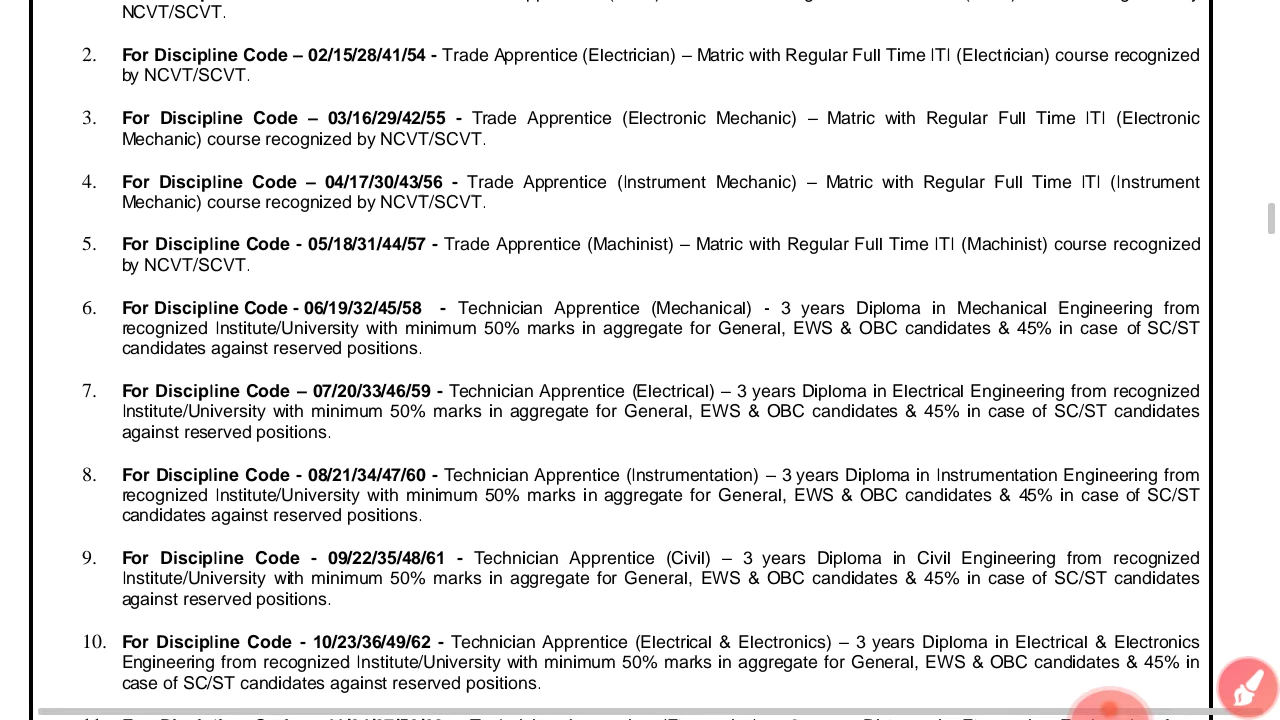 NCVT/SCVT.
2. For Discipline Code – 02/15/28/41/54 - Trade Apprentice (Electrician) – Matric with Regular Full Time ITI (Electrician) course recognized
by NCVT/SCVT.
3. For Discipline Code – 03/16/29/42/55 - Trade Apprentice (Electronic Mechanic) – Matric with Regular Full Time ITI (Electronic
Mechanic) course recognized by NCVT/SCVT.
4. For Discipline Code – 04/17/30/43/56 - Trade Apprentice (Instrument Mechanic) – Matric with Regular Full Time ITI (Instrument
Mechanic) course recognized by NCVT/SCVT.
5. For Discipline Code - 05/18/31/44/57 - Trade Apprentice (Machinist) – Matric with Regular Full Time ITI (Machinist) course recognized
by NCVT/SCVT.
6. For Discipline Code - 06/19/32/45/58 - Technician Apprentice (Mechanical) - 3 years Diploma in Mechanical Engineering from
recognized Institute/University with minimum 50% marks in aggregate for General, EWS & OBC candidates & 45% in case of SC/ST
candidates against reserved positions.
7. For Discipline Code – 07/20/33/46/59 - Technician Apprentice (Electrical) – 3 years Diploma in Electrical Engineering from recognized
Institute/University with minimum 50% marks in aggregate for General, EWS & OBC candidates & 45% in case of SC/ST candidates
against reserved positions.
8. For Discipline Code - 08/21/34/47/60 - Technician Apprentice (Instrumentation) – 3 years Diploma in Instrumentation Engineering from
recognized Institute/University with minimum 50% marks in aggregate for General, EWS & OBC candidates & 45% in case of SC/ST
candidates against reserved positions.
9. For Discipline Code - 09/22/35/48/61 - Technician Apprentice (Civil) – 3 years Diploma in Civil Engineering from recognized
Institute/University with minimum 50% marks in aggregate for General, EWS & OBC candidates & 45% in case of SC/ST candidates
against reserved positions.
10. For Discipline Code - 10/23/36/49/62 - Technician Apprentice (Electrical & Electronics) – 3 years Diploma in Electrical & Electronics
Engineering from recognized Institute/University with minimum 50% marks in aggregate for General, EWS & OBC candidates & 45% in
case of SC/ST candidates against reserved positions.